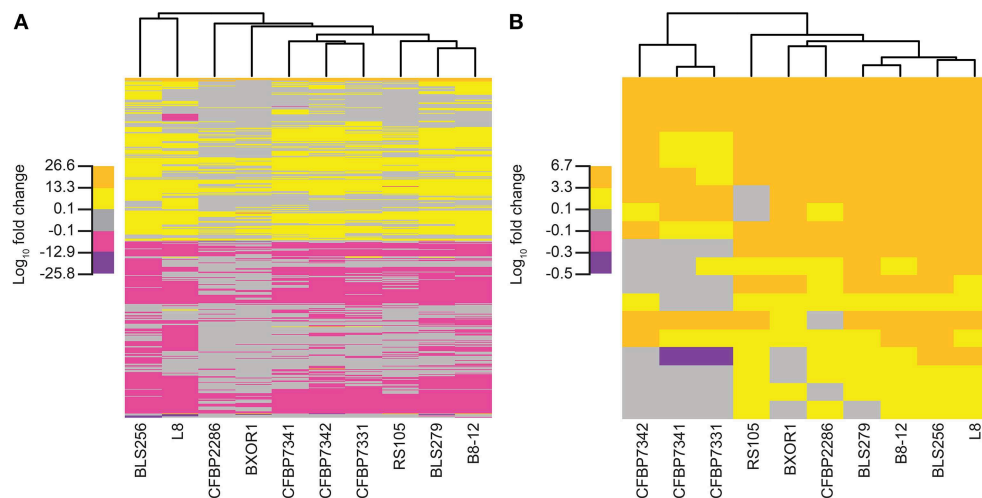 A
B
26.6
13.3
0.1
-0.1
-12.9
-25.8
Log10 fold change
BLS256
L8
CFBP2286
BXOR1
CFBP7341
CFBP7342
CFBP7331
RS105
BLS279
B8-12
6.7
3.3
0.1
-0.1
-0.3
-0.5
Log10 fold change
CFBP7342
CFBP7341
CFBP7331
RS105
BXOR1
CFBP2286
BLS279
B8-12
BLS256
L8